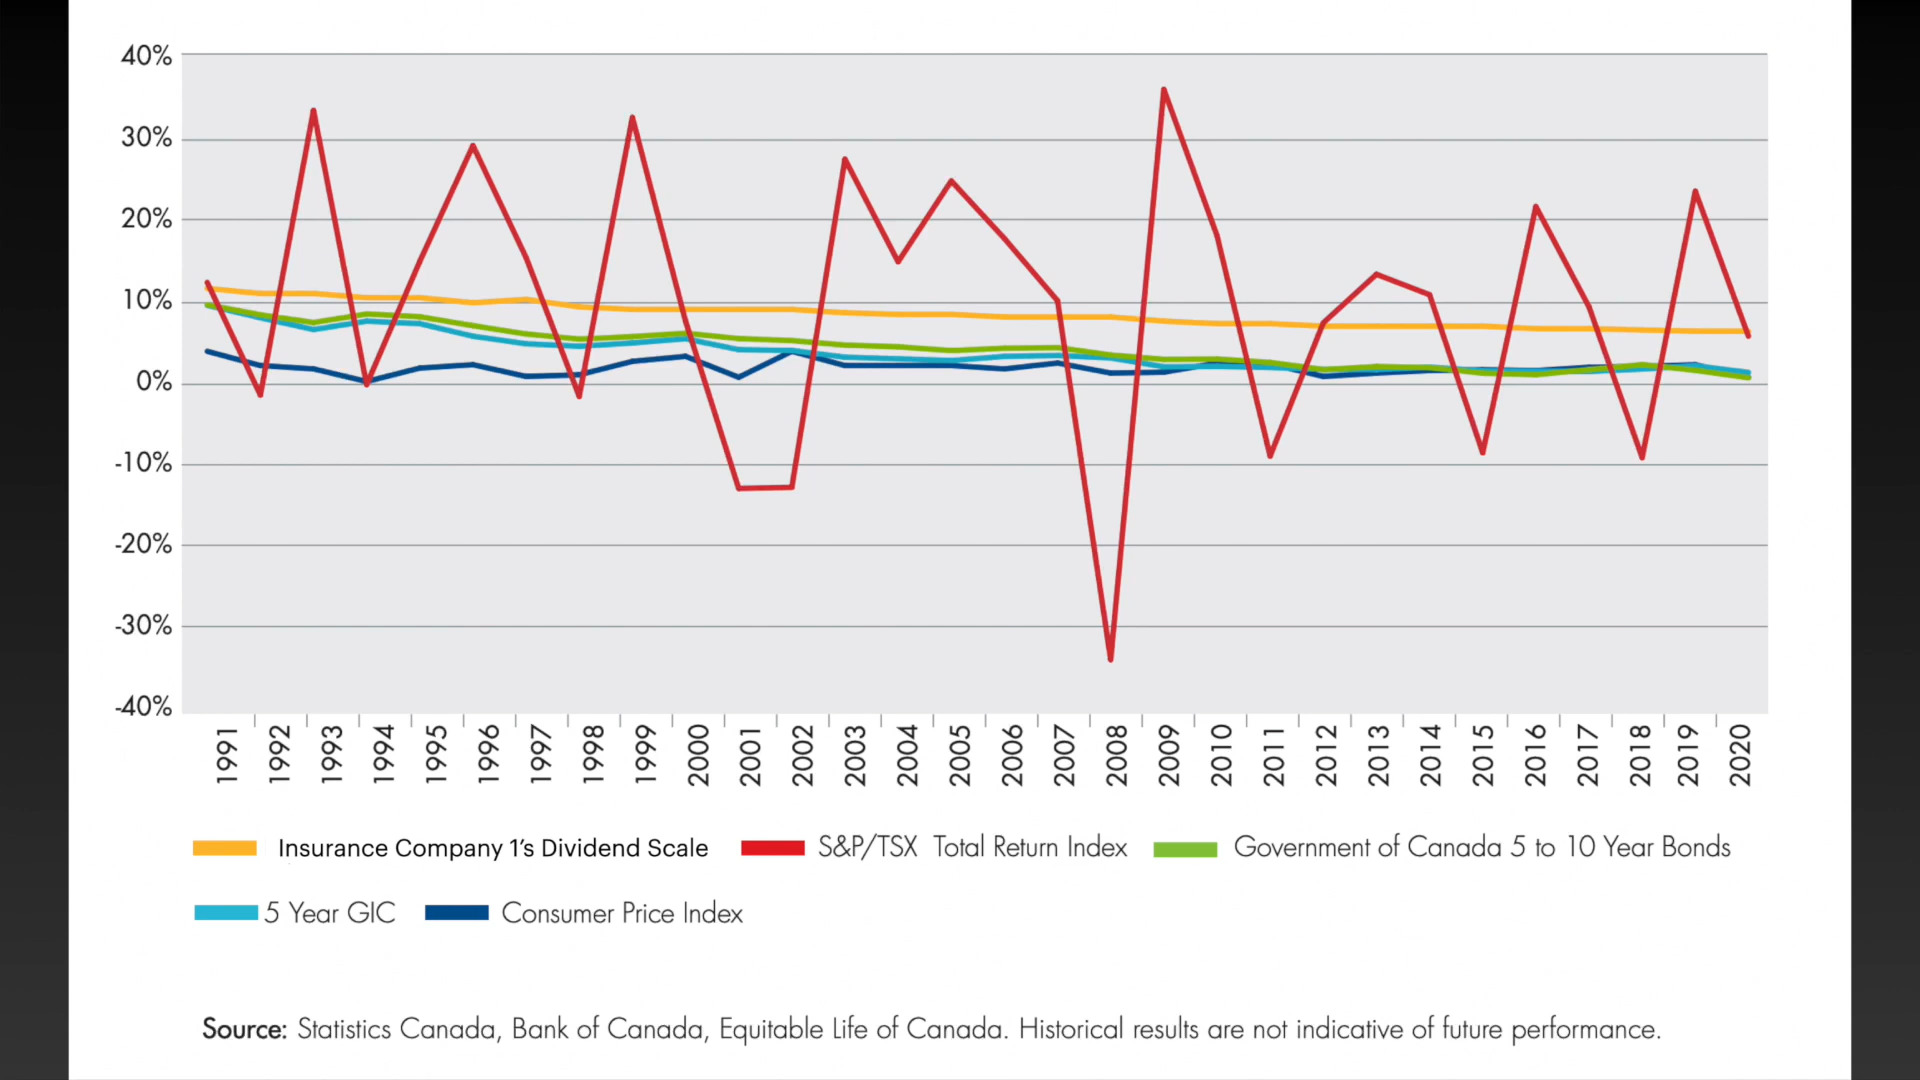 40%
30%
20%
10%
0%
-10%
-20%
-30%
-40%
1991 1992 1993 1994 1995 1996 1997 1998 1999 2000 2001 2002 2003 2004 2005 2006 2007 2008 2009 2010 2011 2012 2013 2014 2015 2016 2017 2018 2019 2020
Insurance Company 1's Dividend Scale S&P/TSX Total Return Index Government of Canada 5 to 10 Year Bonds
5 Year GIC Consumer Price Index
Source: Statistics Canada, Bank of Canada, Equitable Life of Canada. Historical results are not indicative of future performance.